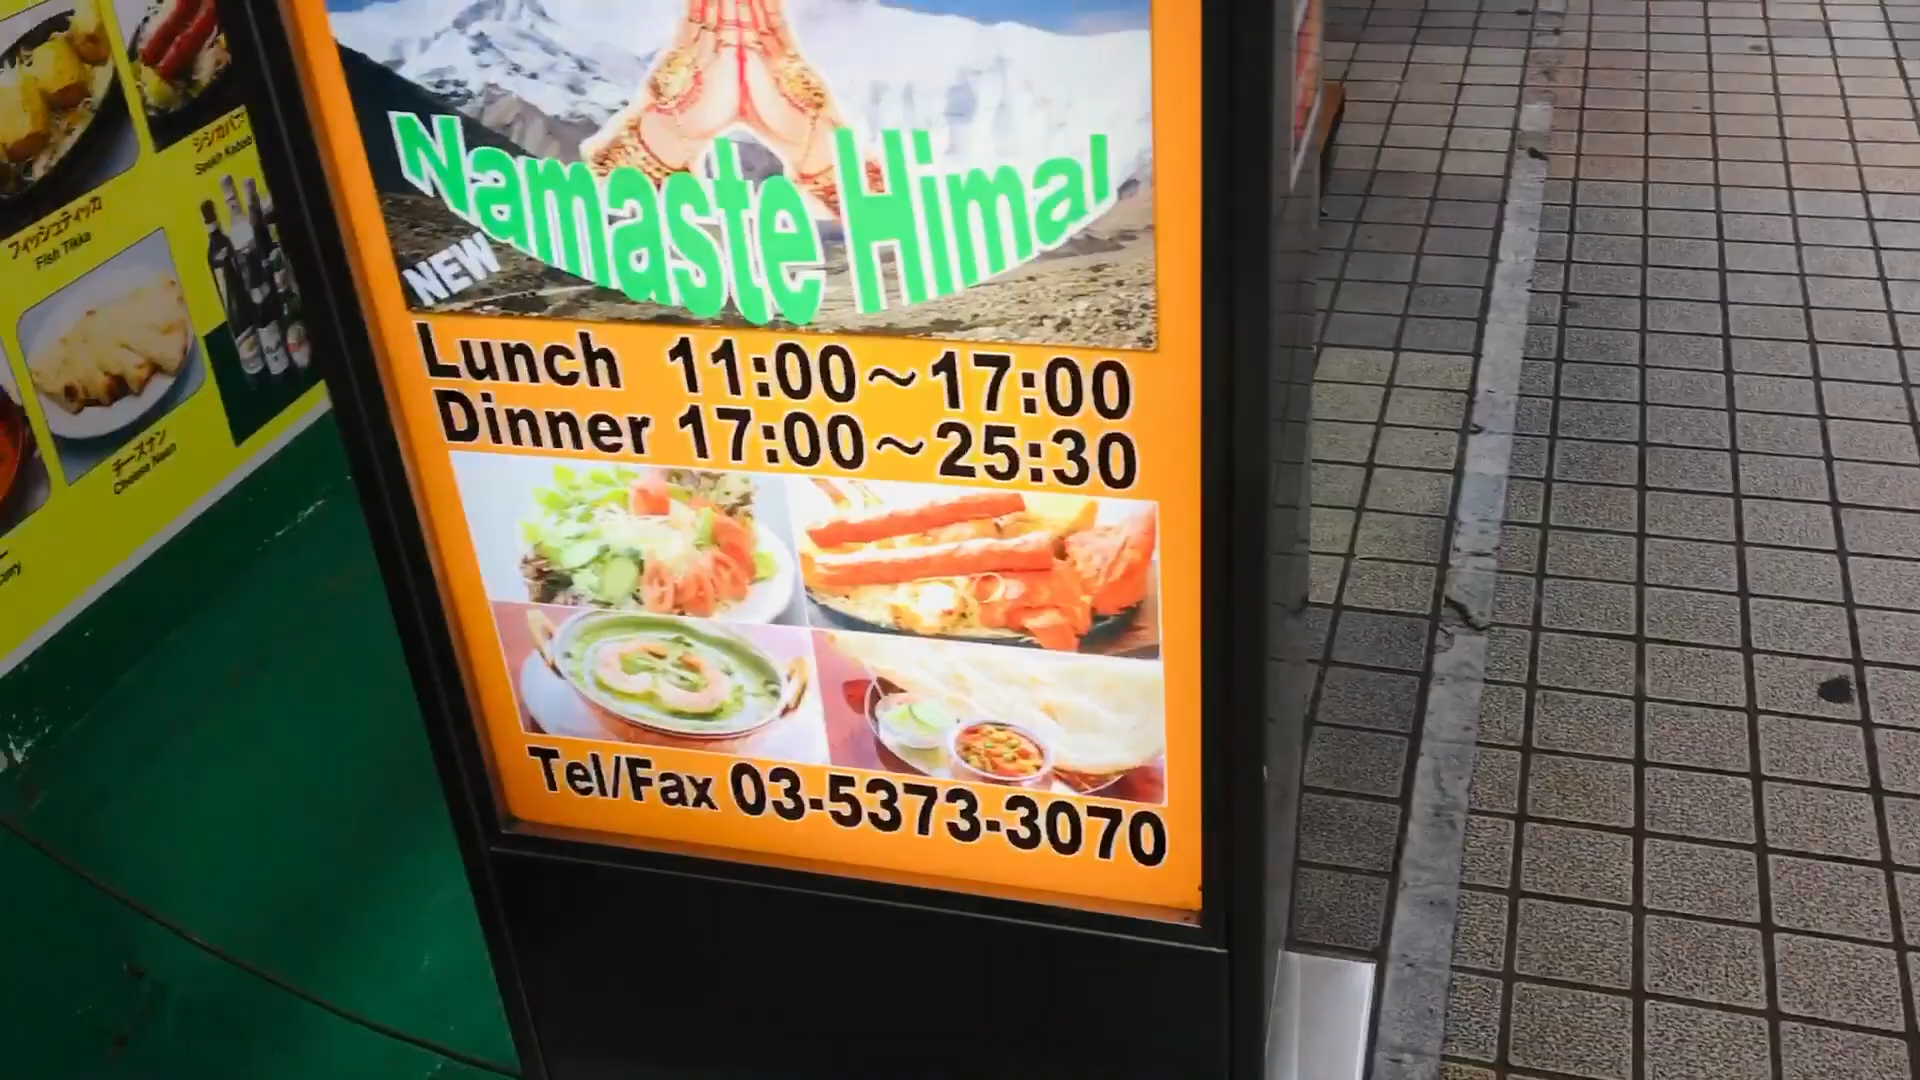 Namaste Himal
NEW
Lunch 11:00～17:00
Dinner 17:00～25:30
Tel/Fax 03-5373-3070
シシカバブ
Seekh Kabab
フィッシュティッカ
Fish Tikka
チーズナン
Cheese Naan